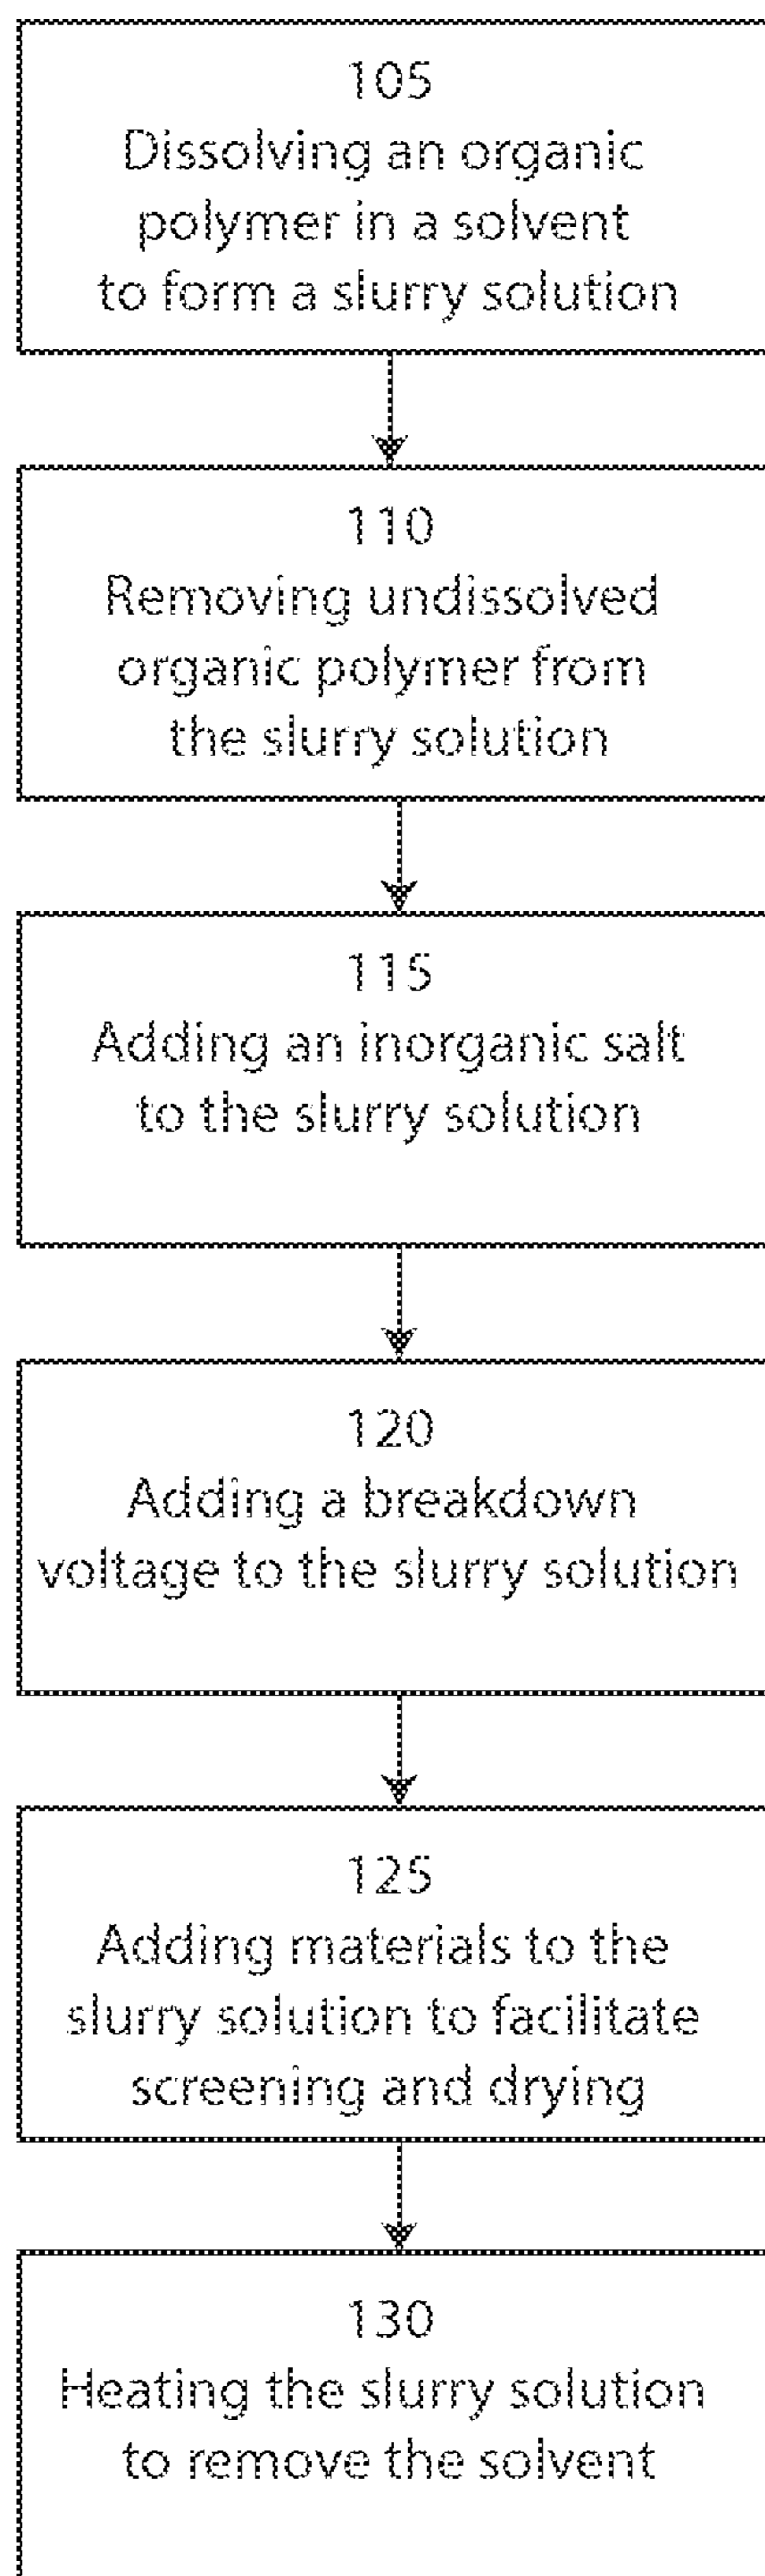 105
Dissolving an organic
polymer in a solvent
to form a slurry solution
110
Removing undissolved
organic polymer from
the slurry solution
115
Adding an inorganic salt
to the slurry solution
120
Adding a breakdown
voltage to the slurry solution
125
Adding materials to the
slurry solution to facilitate
screening and drying
130
Heating the slurry solution
to remove the solvent